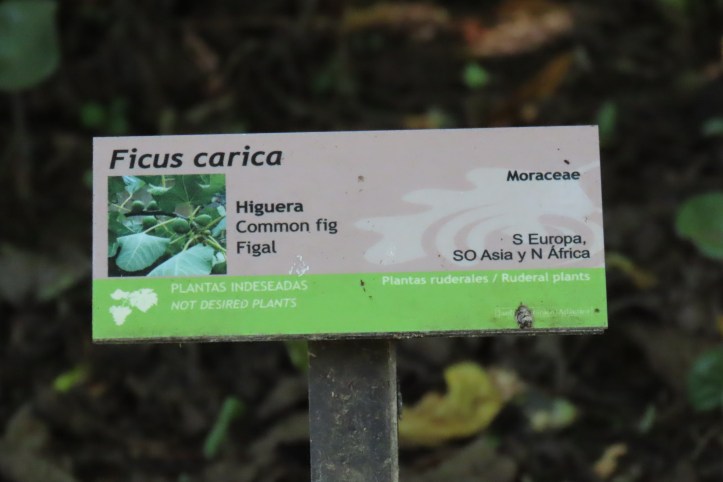 Ficus carica
Moraceae
Higuera
Common fig
Figal
S Europa,
SO Asia y N África
PLANTAS INDESEADAS
NOT DESIRED PLANTS
Plantas ruderales / Ruderal plants